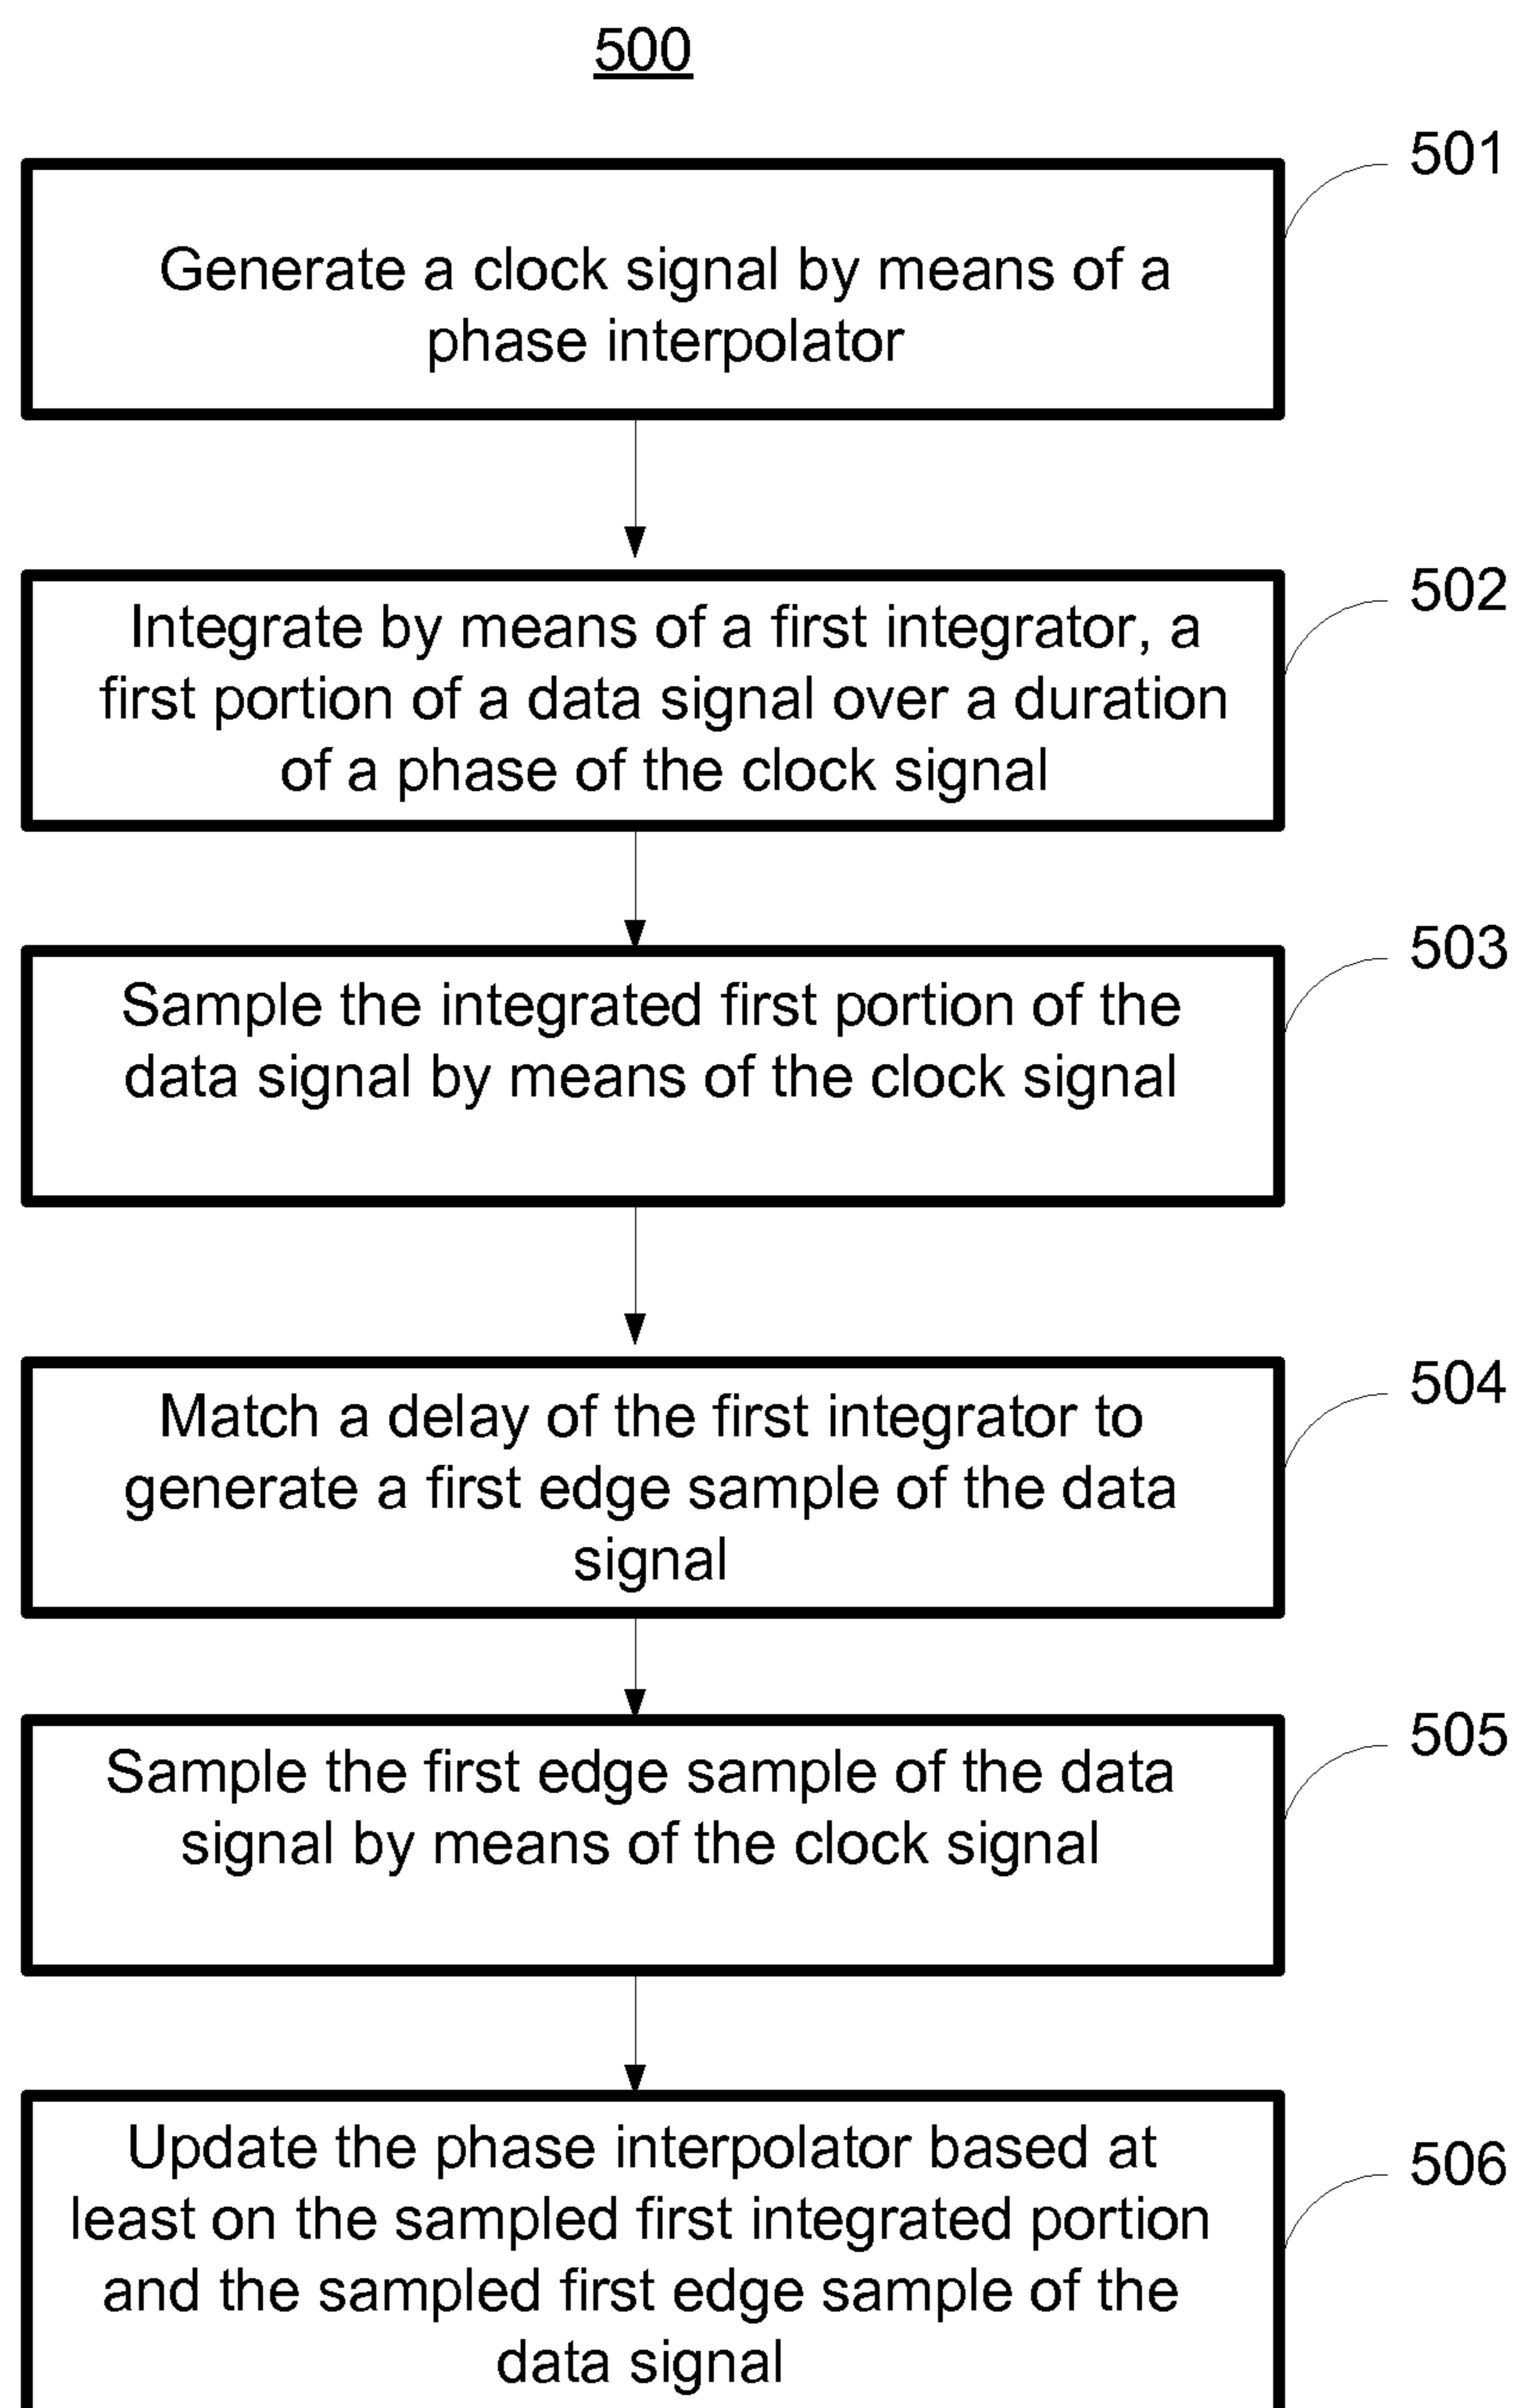 500
501
Generate a clock signal by means of a
phase interpolator
502
Integrate by means of a first integrator, a
first portion of a data signal over a duration
of a phase of the clock signal
503
Sample the integrated first portion of the
data signal by means of the clock signal
504
Match a delay of the first integrator to
generate a first edge sample of the data
signal
505
Sample the first edge sample of the data
signal by means of the clock signal
506
Update the phase interpolator based at
least on the sampled first integrated portion
and the sampled first edge sample of the
data signal